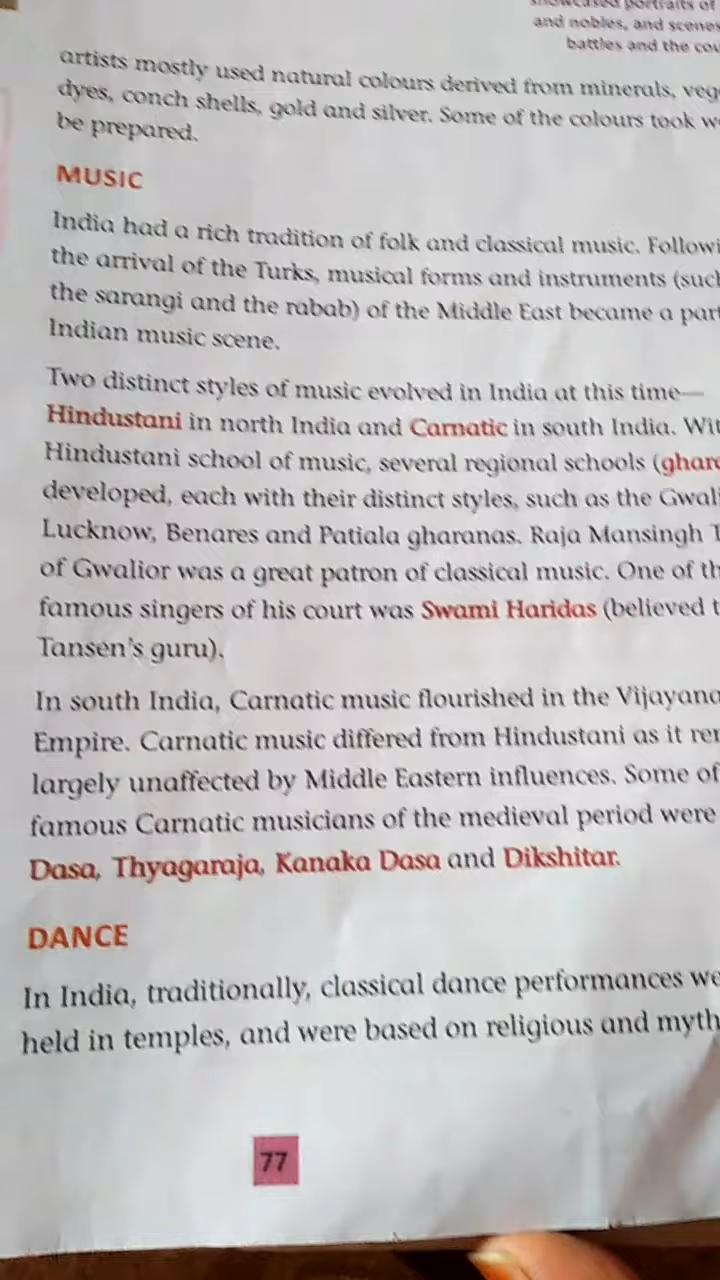 showcased portraits of
and nobles, and scenes
battles and the cou
artists mostly used natural colours derived from minerals, veg
dyes, conch shells, gold and silver. Some of the colours took w
be prepared.
MUSIC
India had a rich tradition of folk and classical music. Followi
the arrival of the Turks, musical forms and instruments (such
the sarangi and the rabab) of the Middle East became a part
Indian music scene.
Two distinct styles of music evolved in India at this time—
Hindustani in north India and Carnatic in south India. Wit
Hindustani school of music, several regional schools (ghara
developed, each with their distinct styles, such as the Gwali
Lucknow, Benares and Patiala gharanas. Raja Mansingh T
of Gwalior was a great patron of classical music. One of th
famous singers of his court was Swami Haridas (believed t
Tansen's guru).
In south India, Carnatic music flourished in the Vijayana
Empire. Carnatic music differed from Hindustani as it rem
largely unaffected by Middle Eastern influences. Some of
famous Carnatic musicians of the medieval period were
Dasa, Thyagaraja, Kanaka Dasa and Dikshitar.
DANCE
In India, traditionally, classical dance performances we
held in temples, and were based on religious and myth
77